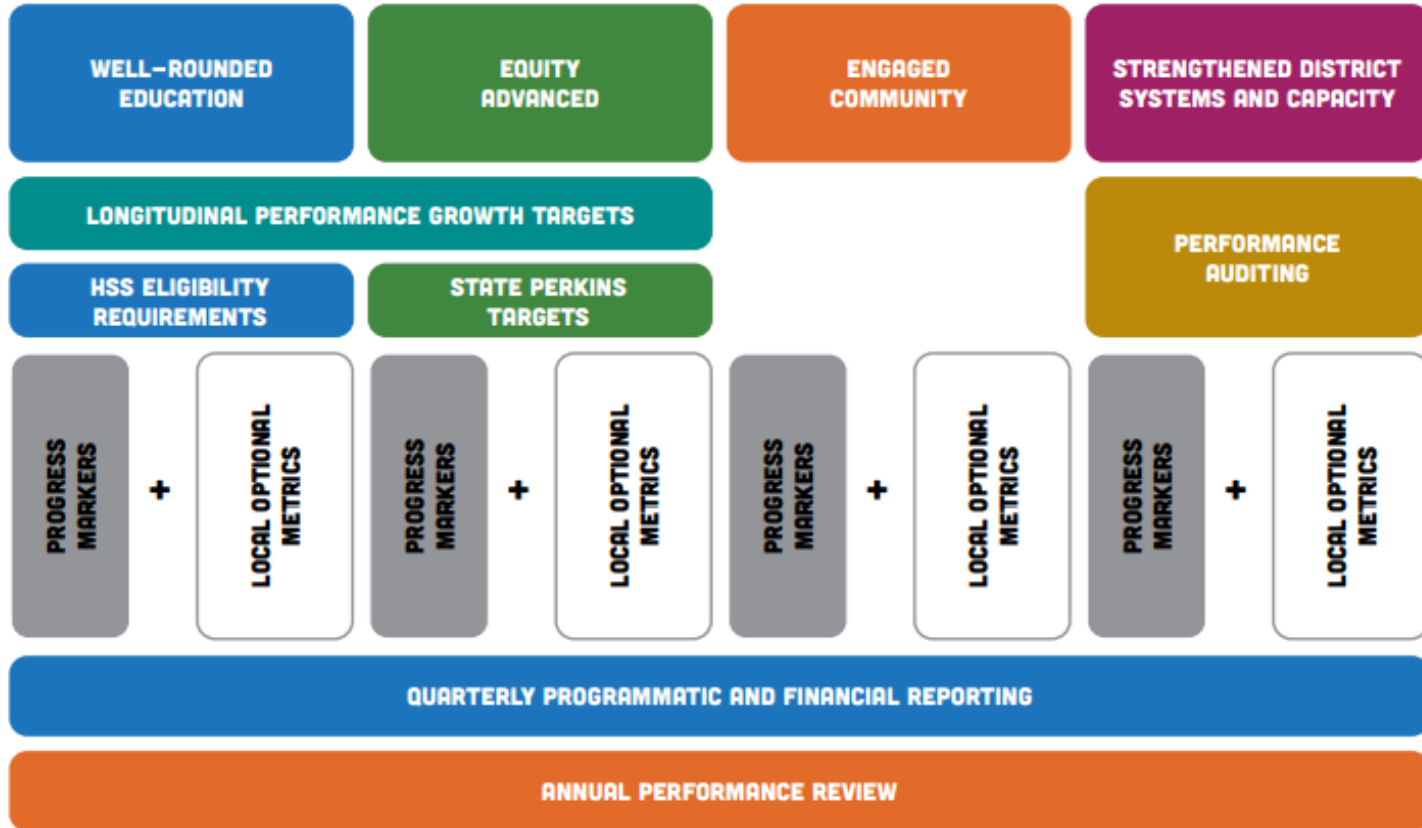 WELL-ROUNDED
EDUCATION
EQUITY
ADVANCED
ENGAGED
COMMUNITY
STRENGTHENED DISTRICT
SYSTEMS AND CAPACITY
LONGITUDINAL PERFORMANCE GROWTH TARGETS
PERFORMANCE
AUDITING
HSS ELIGIBILITY
REQUIREMENTS
STATE PERKINS
TARGETS
PROGRESS
MARKERS
+
LOCAL OPTIONAL
METRICS
PROGRESS
MARKERS
+
LOCAL OPTIONAL
METRICS
PROGRESS
MARKERS
+
LOCAL OPTIONAL
METRICS
PROGRESS
MARKERS
+
LOCAL OPTIONAL
METRICS
QUARTERLY PROGRAMMATIC AND FINANCIAL REPORTING
ANNUAL PERFORMANCE REVIEW